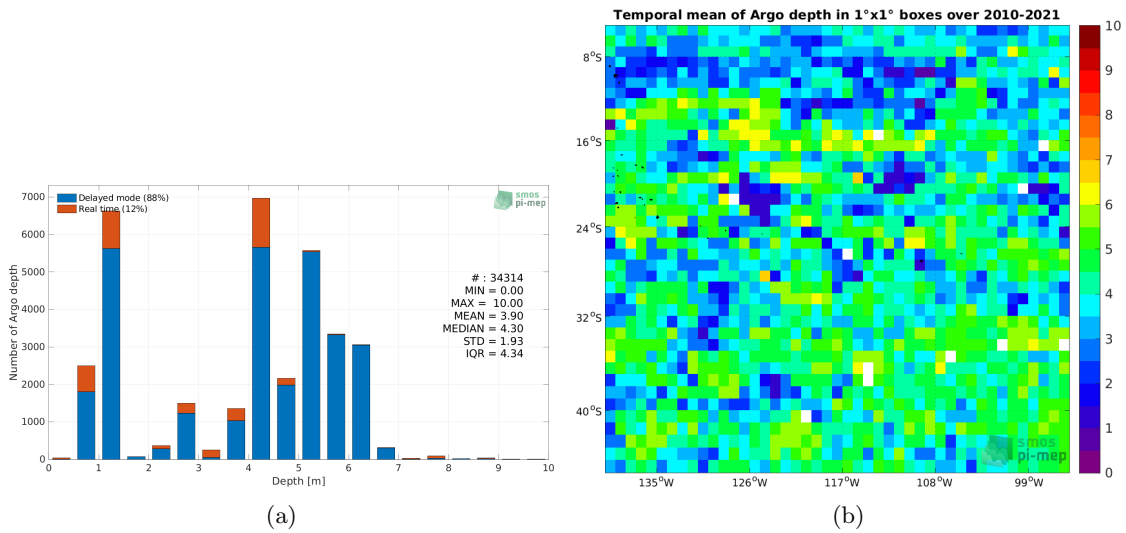 Temporal mean of Argo depth in 1°x1° boxes over 2010-2021
Delayed mode (88%)
Real time (12%)
smos
pi-mep
# : 34314
MIN = 0.00
MAX = 10.00
MEAN = 3.90
MEDIAN = 4.30
STD = 1.93
IQR = 4.34
Number of Argo depth
7000
6000
5000
4000
3000
2000
1000
0
0 1 2 3 4 5 6 7 8 9 10
Depth [m]
(a)
8°S
16°S
24°S
32°S
40°S
135°W 126°W 117°W 108°W 99°W
smos
pi-mep
10
9
8
7
6
5
4
3
2
1
0
(b)